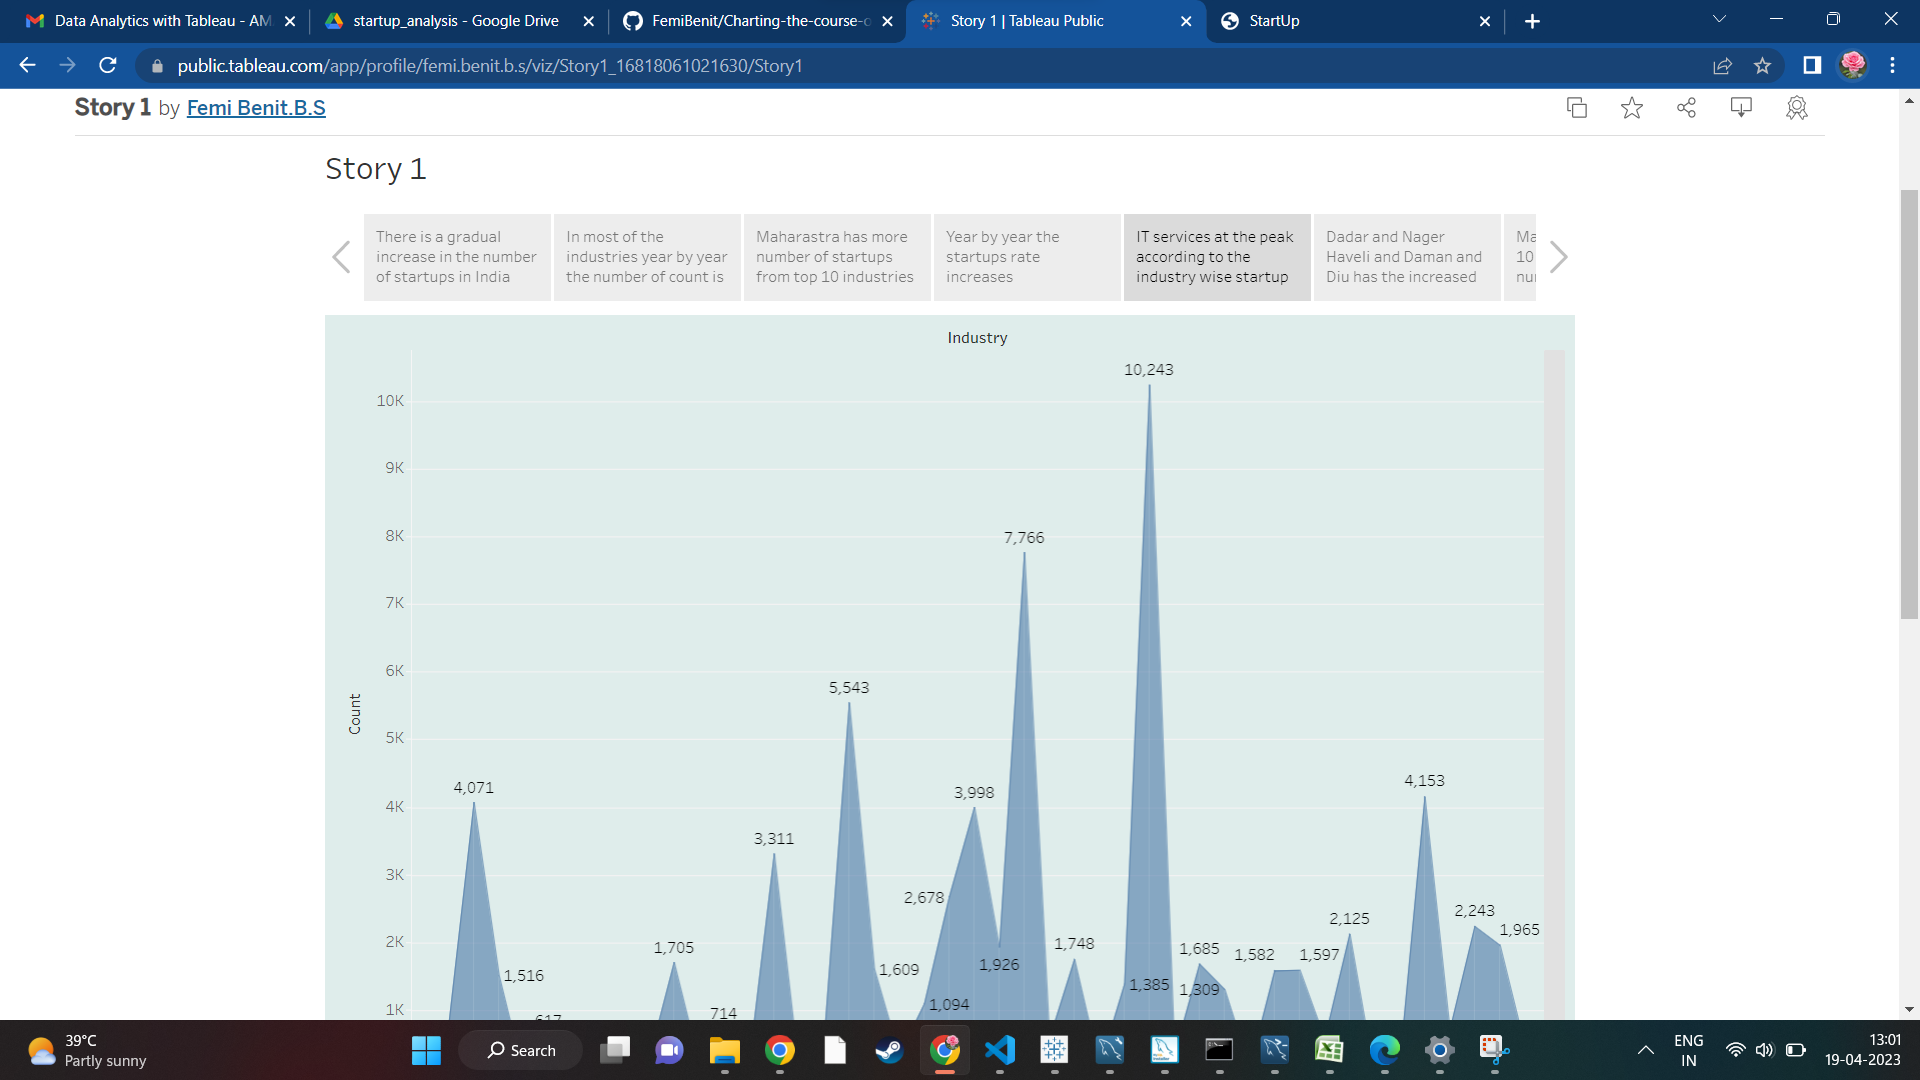 Data Analytics with Tableau - AM
startup_analysis - Google Drive
FemiBenit/Charting-the-course-o
Story 1 | Tableau Public
StartUp
public.tableau.com/app/profile/femi.benit.b.s/viz/Story1_16818061021630/Story1
Story 1 by Femi Benit.B.S
Story 1
There is a gradual
increase in the number
of startups in India
In most of the
industries year by year
the number of count is
Maharastra has more
number of startups
from top 10 industries
Year by year the
startups rate
increases
IT services at the peak
according to the
industry wise startup
Dadar and Nager
Haveli and Daman and
Diu has the increased
Ma
10
nu
Industry
10,243
10K
9K
8K
7,766
7K
6K
5,543
5K
Count
4,071
4,153
3,998
4K
3,311
3K
2,678
2,243
2,125
1,965
2K
1,705
1,748
1,685
1,582
1,597
1,926
1,609
1,516
1,385
1,309
1,094
1K
714
617
39°C
Partly sunny
Search
ENG
IN
13:01
19-04-2023